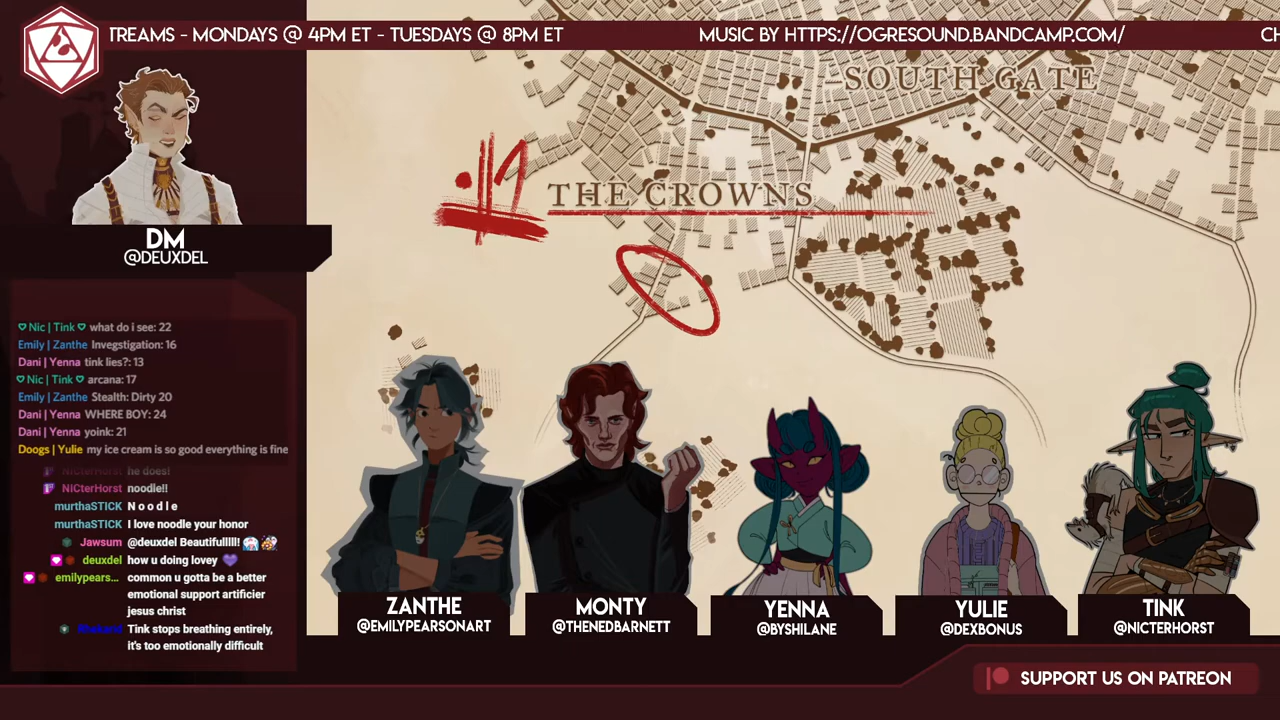 TREAMS - MONDAYS @ 4PM ET - TUESDAYS @ 8PM ET
MUSIC BY HTTPS://OGRESOUND.BANDCAMP.COM/
CH
SOUTH GATE
THE CROWNS
DM
@DEUXDEL
Nic | Tink what do i see: 22
Emily | Zanthe Invegstigation: 16
Dani | Yenna tink lies?: 13
Nic | Tink arcana: 17
Emily | Zanthe Stealth: Dirty 20
Dani | Yenna WHERE BOY: 24
Dani | Yenna yoink: 21
Doogs | Yulie my ice cream is so good everything is fine
NICterHorst he does!
NICterHorst noodle!!
murthaSTICK N o o d l e
murthaSTICK I love noodle your honor
Jawsum @deuxdel Beautifulllll!
deuxdel how u doing lovey
emilypears... common u gotta be a better
emotional support artificier
jesus christ
Tink stops breathing entirely,
it's too emotionally difficult
ZANTHE
@EMILYPEARSONART
MONTY
@THENEDBARNETT
YENNA
@BYSHILANE
YULIE
@DEXBONUS
TINK
@NICTERHORST
SUPPORT US ON PATREON